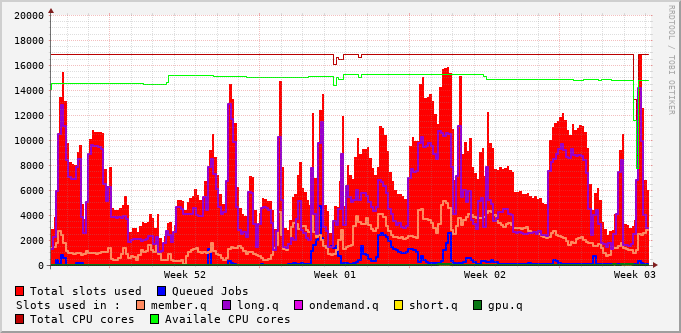 20000
18000
16000
14000
12000
10000
8000
6000
4000
2000
0
Week 52 Week 01 Week 02 Week 03
RRDTOOL / TOBI OETIKER
Total slots used Queued Jobs
Slots used in : member.q long.q ondemand.q short.q gpu.q
Total CPU cores Availale CPU cores